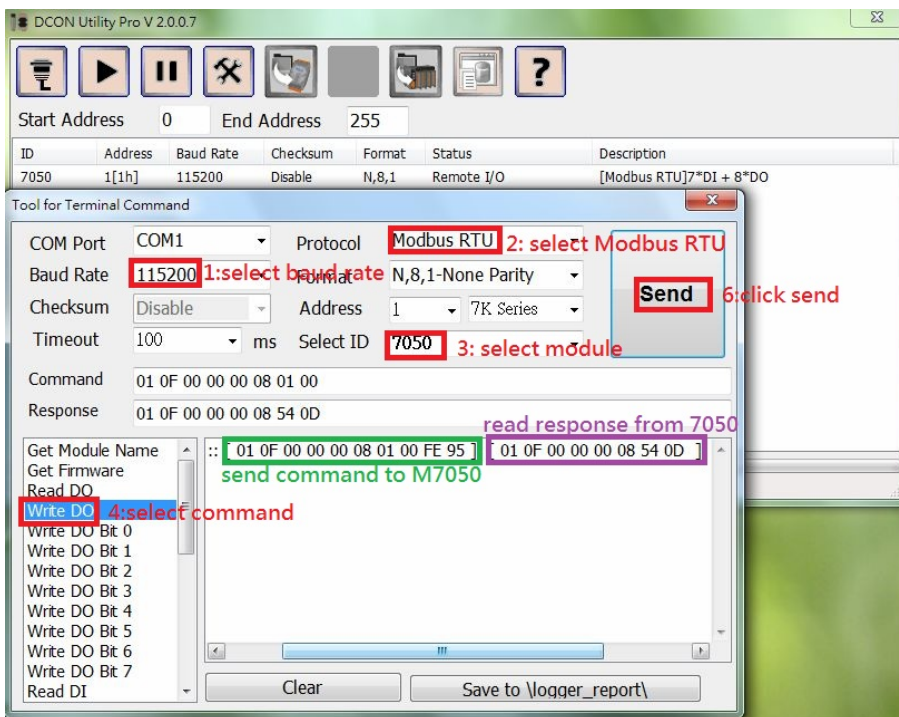 DCON Utility Pro V 2.0.0.7
Start Address 0 End Address 255
ID Address Baud Rate Checksum Format Status Description
7050 1[1h] 115200 Disable N,8,1 Remote I/O [Modbus RTU]7*DI + 8*DO
Tool for Terminal Command
COM Port COM1 Protocol Modbus RTU 2: select Modbus RTU
Baud Rate 115200 1:select baud rate Format N,8,1-None Parity
Checksum Disable Address 1 7K Series Send 6:click send
Timeout 100 ms Select ID 7050 3: select module
Command 01 0F 00 00 00 08 01 00
Response 01 0F 00 00 00 08 54 0D
read response from 7050
Get Module Name :: [ 01 0F 00 00 00 08 01 00 FE 95 ] [ 01 0F 00 00 00 08 54 0D ]
Get Firmware send command to M7050
Read DO
Write DO 4:select command
Write DO Bit 0
Write DO Bit 1
Write DO Bit 2
Write DO Bit 3
Write DO Bit 4
Write DO Bit 5
Write DO Bit 6
Write DO Bit 7
Read DI
Clear Save to \logger_report\